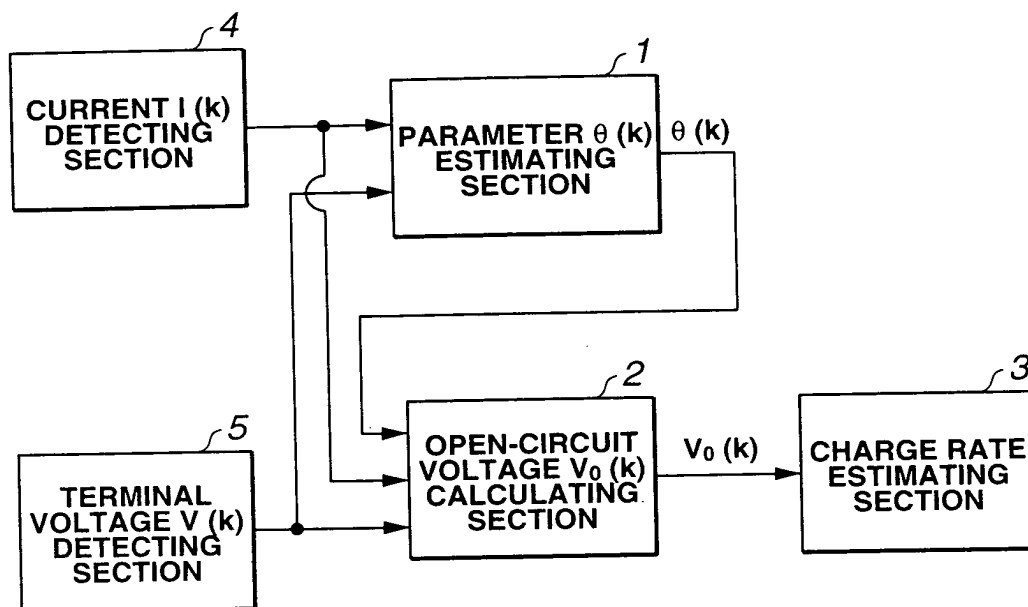 4
CURRENT I (k)
DETECTING
SECTION
1
PARAMETER θ (k)
ESTIMATING
SECTION
θ (k)
5
TERMINAL
VOLTAGE V (k)
DETECTING
SECTION
2
OPEN-CIRCUIT
VOLTAGE V₀ (k)
CALCULATING
SECTION
V₀ (k)
3
CHARGE RATE
ESTIMATING
SECTION